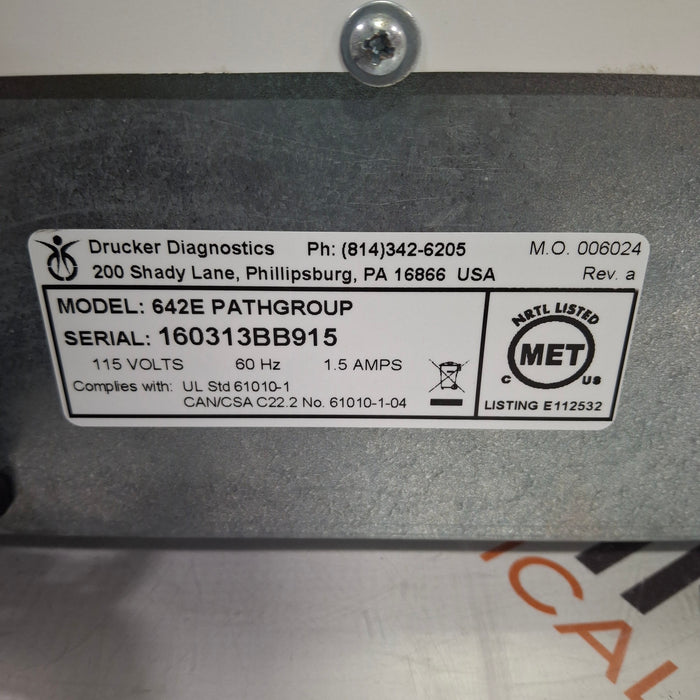 Drucker Diagnostics Ph: (814)342-6205 M.O. 006024
200 Shady Lane, Phillipsburg, PA 16866 USA Rev. a
MODEL: 642E PATHGROUP
SERIAL: 160313BB915
115 VOLTS 60 Hz 1.5 AMPS
Complies with: UL Std 61010-1
CAN/CSA C22.2 No. 61010-1-04
NRTL LISTED
MET
C US
LISTING E112532
ICAL